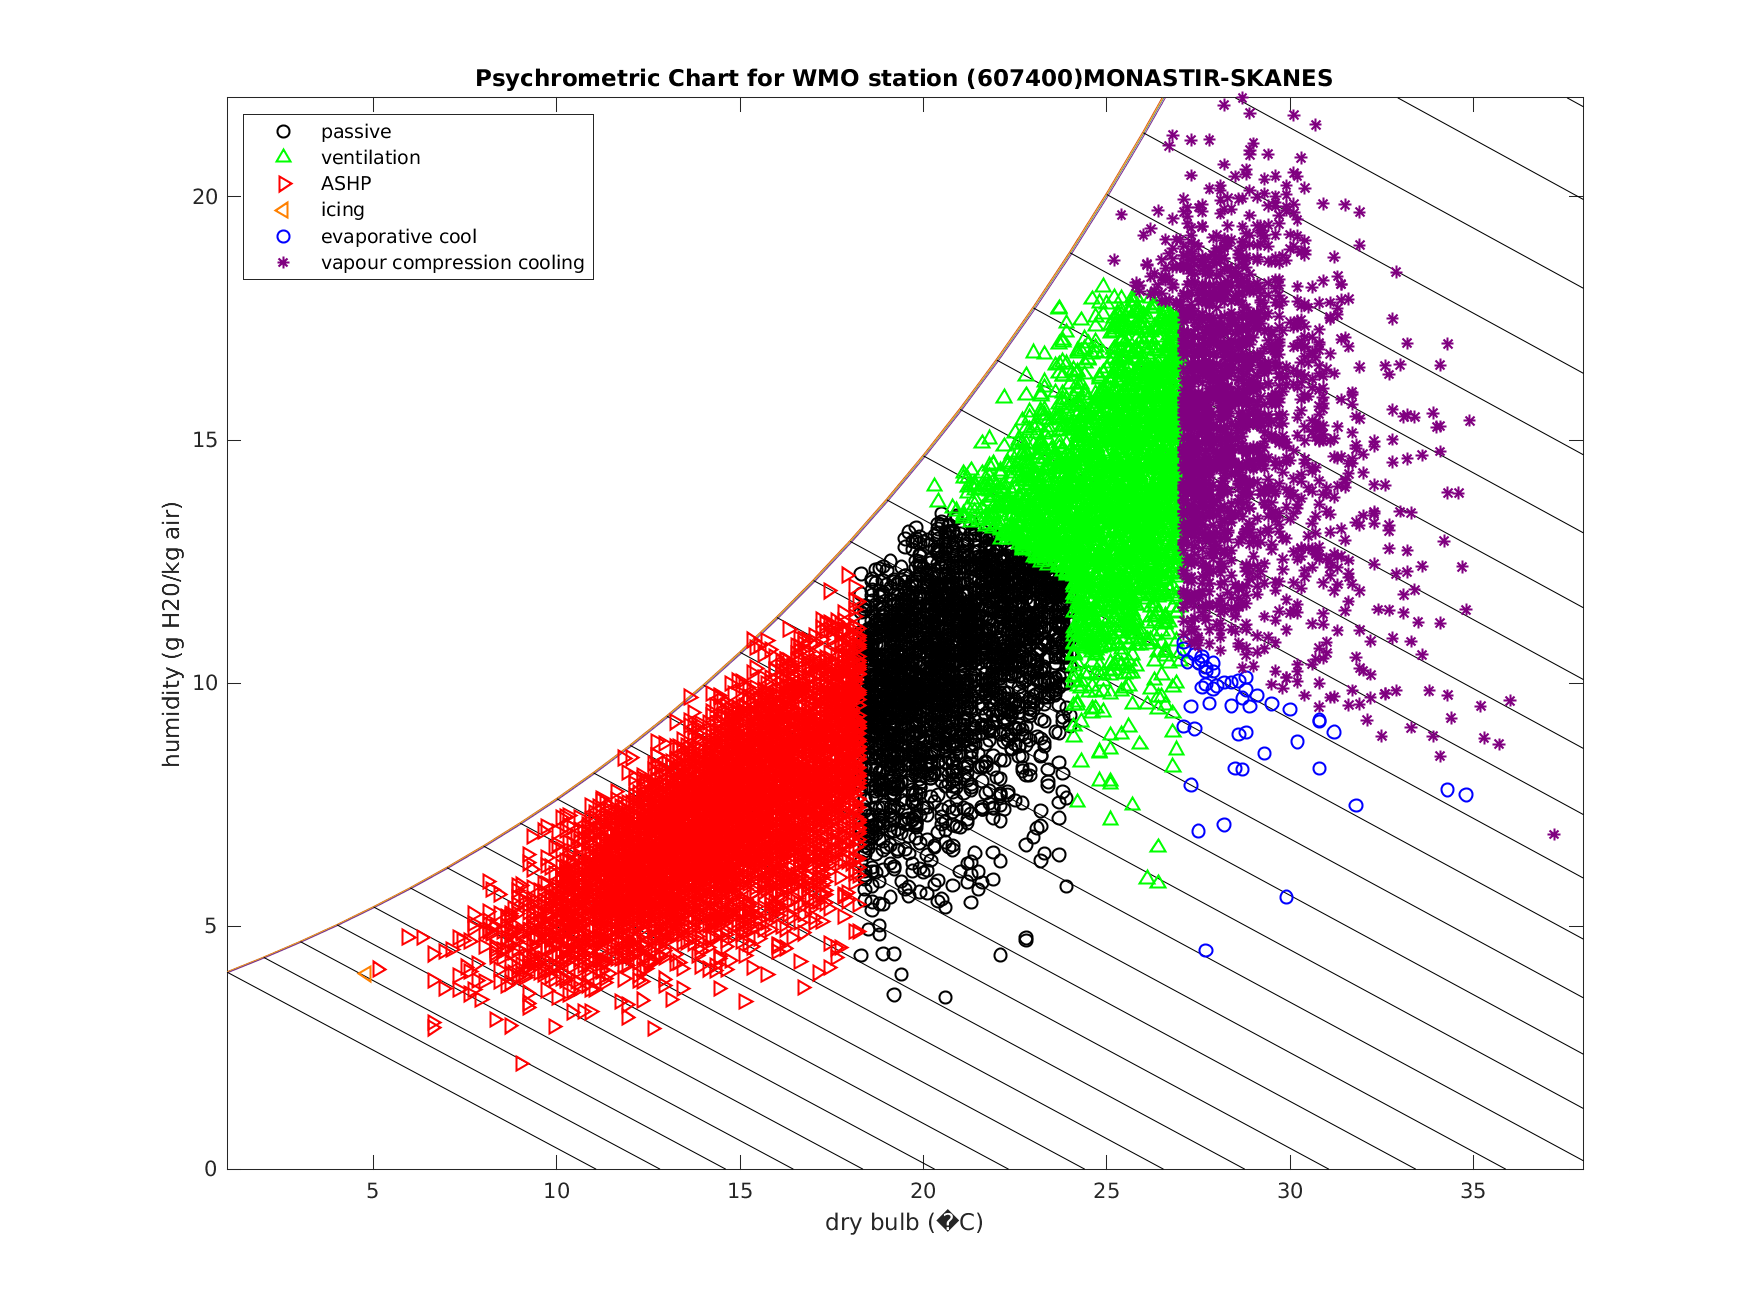 Psychrometric Chart for WMO station (607400)MONASTIR-SKANES
passive
ventilation
ASHP
icing
evaporative cool
vapour compression cooling
humidity (g H20/kg air)
20
15
10
5
0
5
10
15
20
25
30
35
dry bulb (�C)